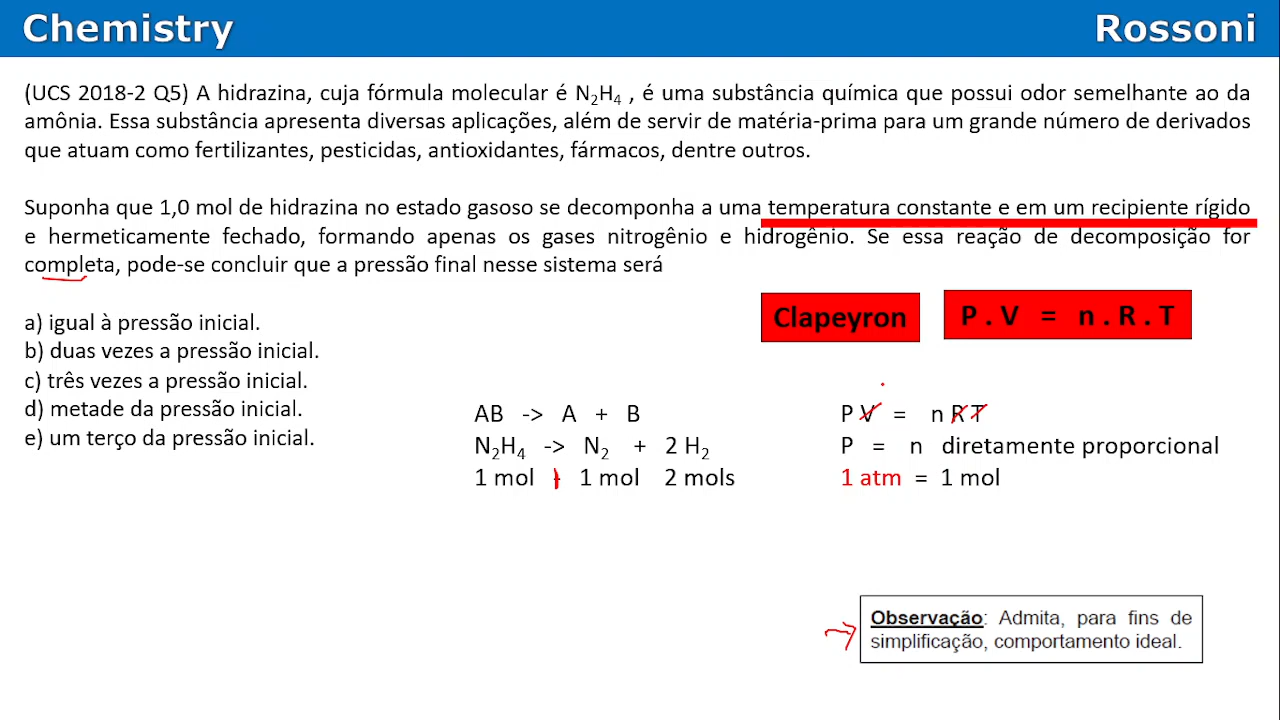 Chemistry Rossoni
(UCS 2018-2 Q5) A hidrazina, cuja fórmula molecular é N₂H₄ , é uma substância química que possui odor semelhante ao da
amônia. Essa substância apresenta diversas aplicações, além de servir de matéria-prima para um grande número de derivados
que atuam como fertilizantes, pesticidas, antioxidantes, fármacos, dentre outros.
Suponha que 1,0 mol de hidrazina no estado gasoso se decomponha a uma temperatura constante e em um recipiente rígido
e hermeticamente fechado, formando apenas os gases nitrogênio e hidrogênio. Se essa reação de decomposição for
completa, pode-se concluir que a pressão final nesse sistema será
a) igual à pressão inicial.
b) duas vezes a pressão inicial.
c) três vezes a pressão inicial.
d) metade da pressão inicial.
e) um terço da pressão inicial.
Clapeyron P . V = n . R . T
AB -> A + B
N₂H₄ -> N₂ + 2 H₂
1 mol 1 mol 2 mols
P V = n R T
P = n diretamente proporcional
1 atm = 1 mol
Observação: Admita, para fins de
simplificação, comportamento ideal.